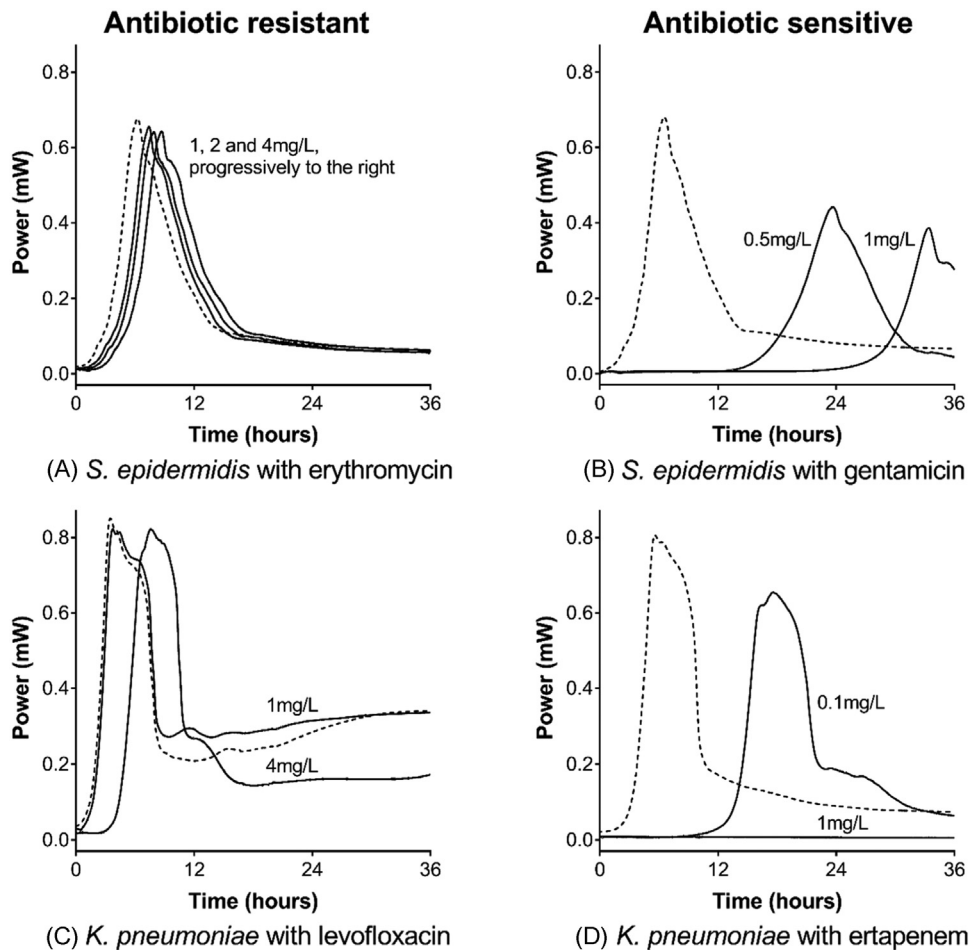 Antibiotic resistant
Antibiotic sensitive
0.8
0.6
0.4
0.2
0.0
Power (mW)
1, 2 and 4mg/L,
progressively to the right
0
12
24
36
Time (hours)
(A) S. epidermidis with erythromycin
0.8
0.6
0.4
0.2
0.0
Power (mW)
0.5mg/L
1mg/L
0
12
24
36
Time (hours)
(B) S. epidermidis with gentamicin
0.8
0.6
0.4
0.2
0.0
Power (mW)
1mg/L
4mg/L
0
12
24
36
Time (hours)
(C) K. pneumoniae with levofloxacin
0.8
0.6
0.4
0.2
0.0
Power (mW)
0.1mg/L
1mg/L
0
12
24
36
Time (hours)
(D) K. pneumoniae with ertapenem